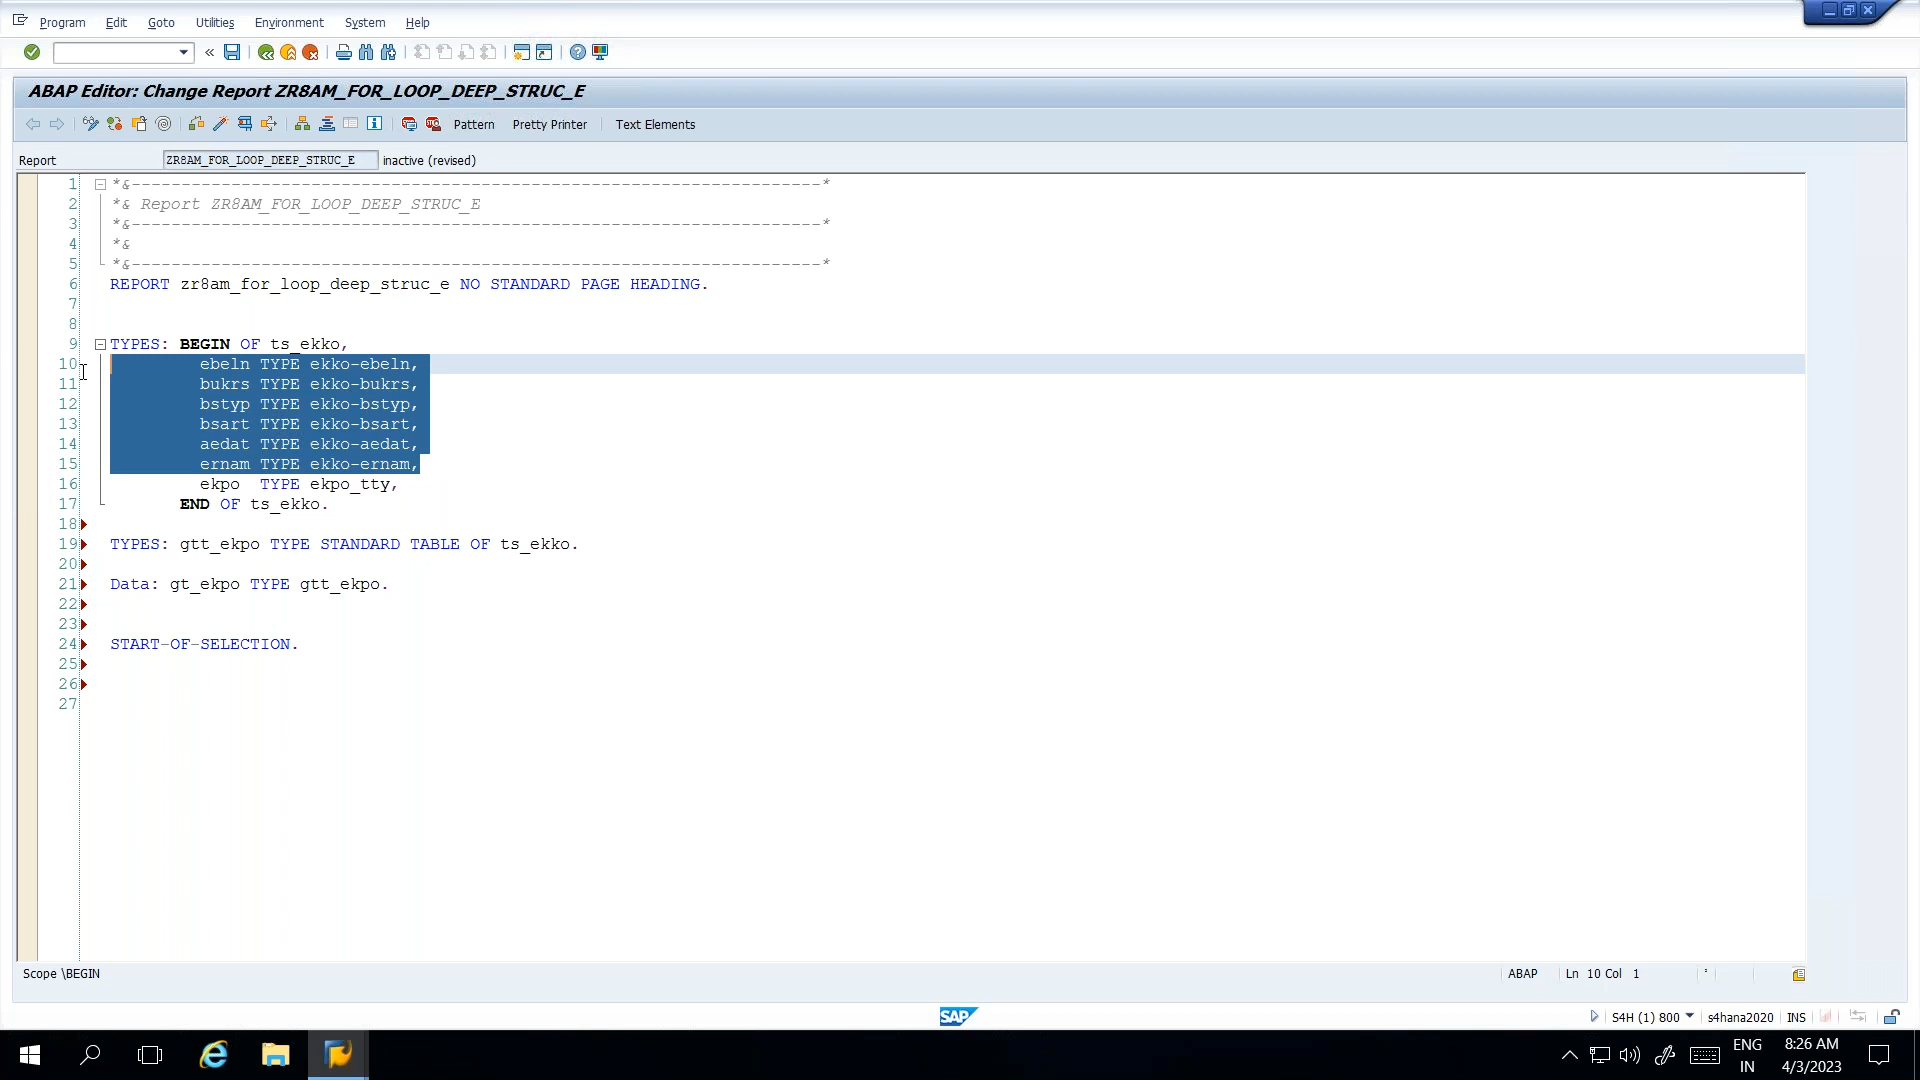 Program Edit Goto Utilities Environment System Help
ABAP Editor: Change Report ZR8AM_FOR_LOOP_DEEP_STRUC_E
Pattern Pretty Printer Text Elements
Report ZR8AM_FOR_LOOP_DEEP_STRUC_E inactive (revised)
1 *&---------------------------------------------------------------------*
2 *& Report ZR8AM_FOR_LOOP_DEEP_STRUC_E
3 *&---------------------------------------------------------------------*
4 *&
5 *&---------------------------------------------------------------------*
6 REPORT zr8am_for_loop_deep_struc_e NO STANDARD PAGE HEADING.
7
8
9 TYPES: BEGIN OF ts_ekko,
10 ebeln TYPE ekko-ebeln,
11 bukrs TYPE ekko-bukrs,
12 bstyp TYPE ekko-bstyp,
13 bsart TYPE ekko-bsart,
14 aedat TYPE ekko-aedat,
15 ernam TYPE ekko-ernam,
16 ekpo TYPE ekpo_tty,
17 END OF ts_ekko.
18
19 TYPES: gtt_ekpo TYPE STANDARD TABLE OF ts_ekko.
20
21 Data: gt_ekpo TYPE gtt_ekpo.
22
23
24 START-OF-SELECTION.
25
26
27
Scope \BEGIN ABAP Ln 10 Col 1
SAP S4H (1) 800 s4hana2020 INS
ENG 8:26 AM
IN 4/3/2023